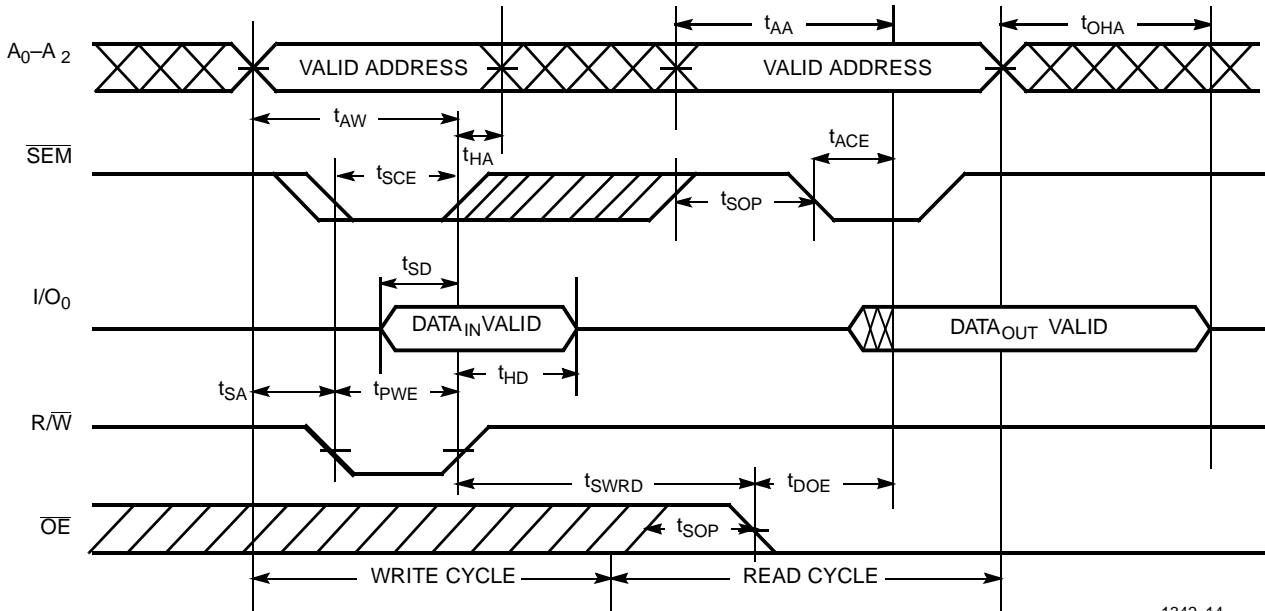 tAA
tOHA
A0–A 2
VALID ADDRESS
VALID ADDRESS
tAW
tACE
SEM
tHA
tSCE
tSOP
tSD
I/O0
DATAIN VALID
DATAOUT VALID
tSA
tPWE
tHD
R/W
tSWRD
tDOE
OE
tSOP
WRITE CYCLE
READ CYCLE